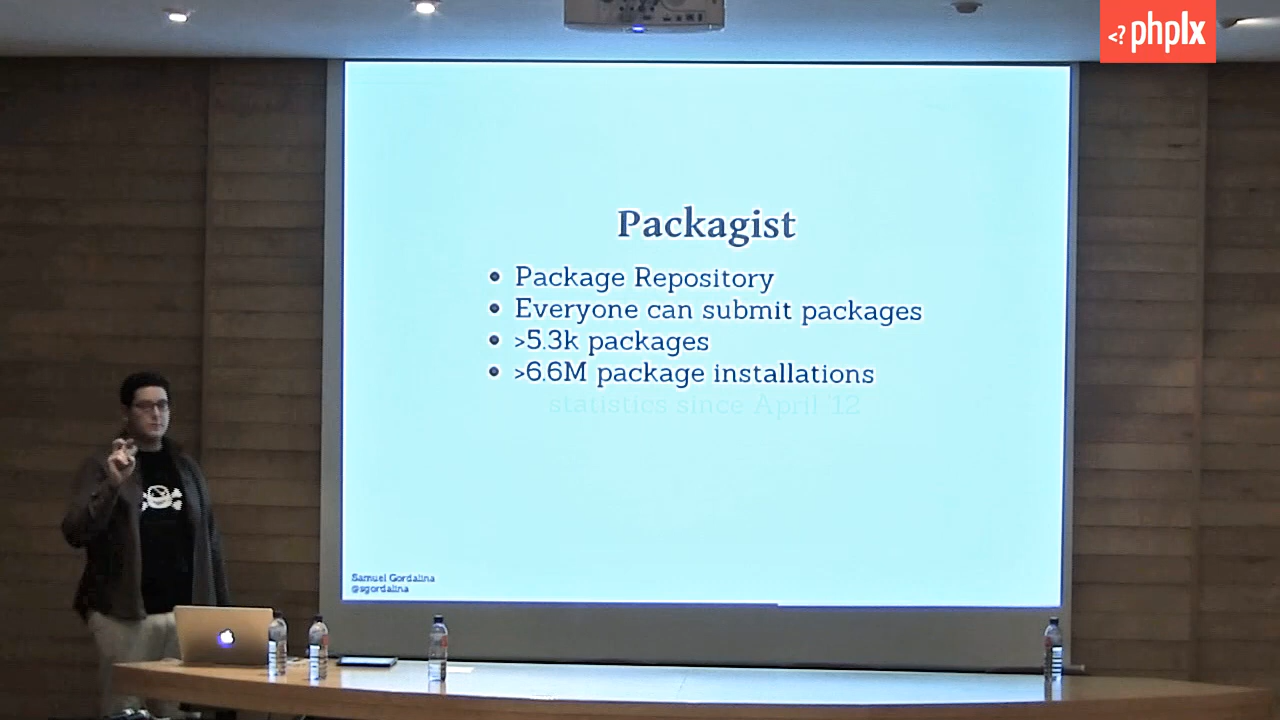 <? phplx
Packagist
• Package Repository
• Everyone can submit packages
• >5.3k packages
• >6.6M package installations
statistics since April '12
Samuel Gordalina
@sgordalina